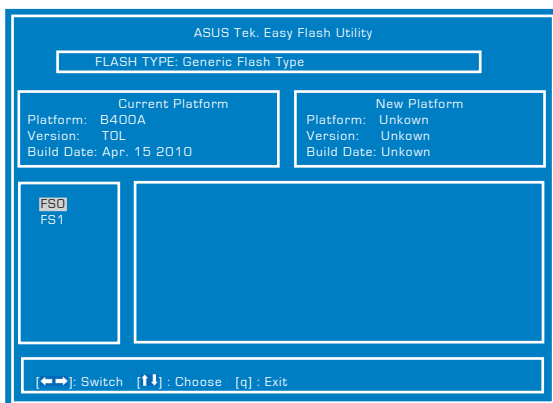 ASUS Tek. Easy Flash Utility
FLASH TYPE: Generic Flash Type
Current Platform
Platform: B400A
Version: TOL
Build Date: Apr. 15 2010
New Platform
Platform: Unkown
Version: Unkown
Build Date: Unkown
FS0
FS1
[←→]: Switch [↑↓] : Choose [q] : Exit